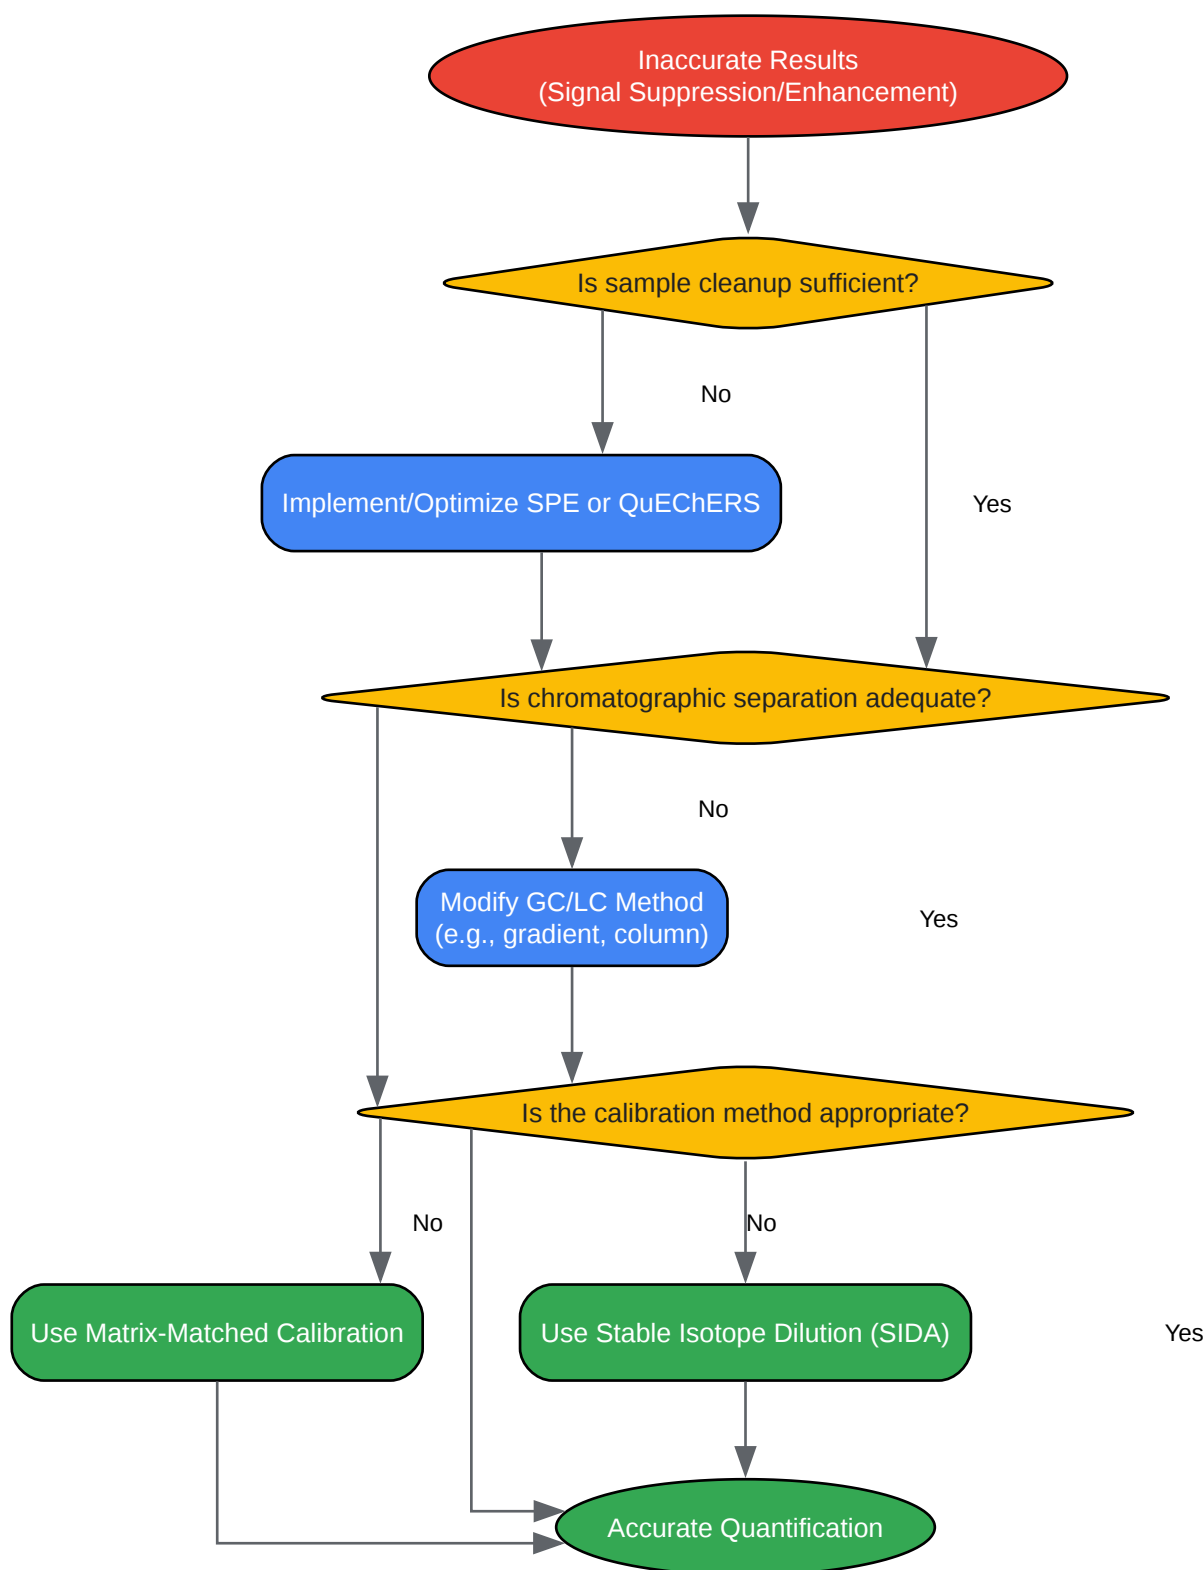 Inaccurate Results
(Signal Suppression/Enhancement)
Is sample cleanup sufficient?
No
Implement/Optimize SPE or QuEChERS
Yes
Is chromatographic separation adequate?
No
Modify GC/LC Method
(e.g., gradient, column)
Yes
Is the calibration method appropriate?
No
No
Use Matrix-Matched Calibration
Use Stable Isotope Dilution (SIDA)
Yes
Accurate Quantification